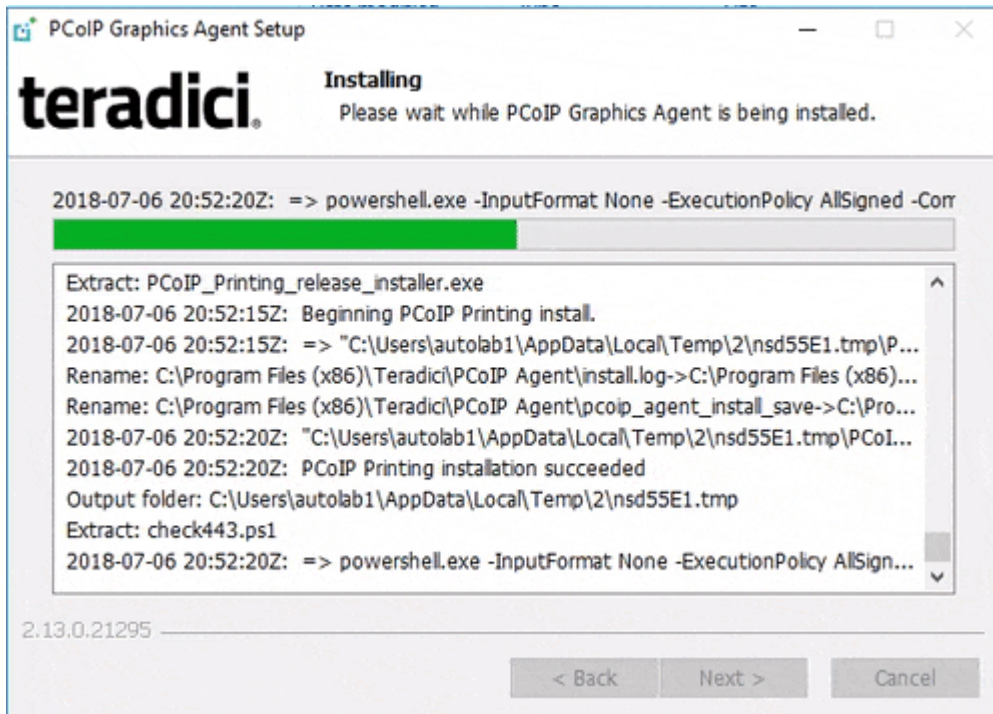 PCoIP Graphics Agent Setup
teradici.
Installing
Please wait while PCoIP Graphics Agent is being installed.
2018-07-06 20:52:20Z:  => powershell.exe -InputFormat None -ExecutionPolicy AllSigned -Com
Extract: PCoIP_Printing_release_installer.exe
2018-07-06 20:52:15Z:  Beginning PCoIP Printing install.
2018-07-06 20:52:15Z:  => "C:\Users\autolab1\AppData\Local\Temp\2\nsd55E1.tmp\P...
Rename: C:\Program Files (x86)\Teradici\PCoIP Agent\install.log->C:\Program Files (x86)...
Rename: C:\Program Files (x86)\Teradici\PCoIP Agent\pcoip_agent_install_save->C:\Pro...
2018-07-06 20:52:20Z:  "C:\Users\autolab1\AppData\Local\Temp\2\nsd55E1.tmp\PCoI...
2018-07-06 20:52:20Z:  PCoIP Printing installation succeeded
Output folder: C:\Users\autolab1\AppData\Local\Temp\2\nsd55E1.tmp
Extract: check443.ps1
2018-07-06 20:52:20Z:  => powershell.exe -InputFormat None -ExecutionPolicy AllSign...
2.13.0.21295
< Back
Next >
Cancel